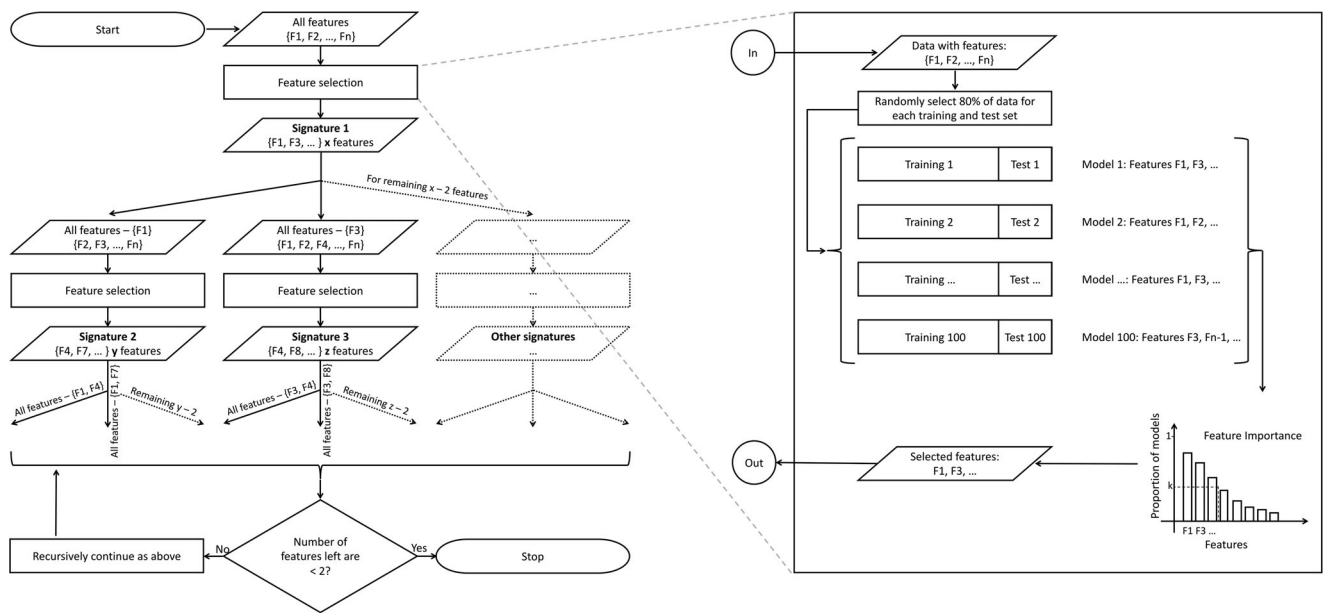 Start
All features
{F1, F2, ..., Fn}
Feature selection
Signature 1
{F1, F3, ... } x features
For remaining x – 2 features
All features – {F1}
{F2, F3, ..., Fn}
All features – {F3}
{F1, F2, F4, ..., Fn}
...
Feature selection
Feature selection
...
Signature 2
{F4, F7, ... } y features
Signature 3
{F4, F8, ... } z features
Other signatures
...
All features – {F1, F4}
All features – {F1, F7}
Remaining y – 2
All features – {F3, F4}
All features – {F3, F8}
Remaining z – 2
Number of
features left are
< 2?
No
Yes
Recursively continue as above
Stop
In
Data with features:
{F1, F2, ..., Fn}
Randomly select 80% of data for
each training and test set
Training 1
Test 1
Model 1: Features F1, F3, ...
Training 2
Test 2
Model 2: Features F1, F2, ...
Training ...
Test ...
Model ...: Features F1, F3, ...
Training 100
Test 100
Model 100: Features F3, Fn-1, ...
Feature Importance
Proportion of models
1
k
F1 F3 ...
Features
Selected features:
F1, F3, ...
Out